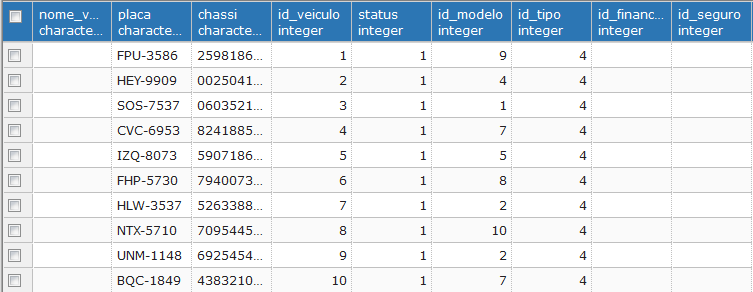 nome_v... placa chassi id_veiculo status id_modelo id_tipo id_financ... id_seguro
characte... characte... characte... integer integer integer integer integer integer
FPU-3586 2598186... 1 1 9 4
HEY-9909 0025041... 2 1 4 4
SOS-7537 0603521... 3 1 1 4
CVC-6953 8241885... 4 1 7 4
IZQ-8073 5907186... 5 1 5 4
FHP-5730 7940073... 6 1 8 4
HLW-3537 5263388... 7 1 2 4
NTX-5710 7095445... 8 1 10 4
UNM-1148 6925454... 9 1 2 4
BQC-1849 4383210... 10 1 7 4